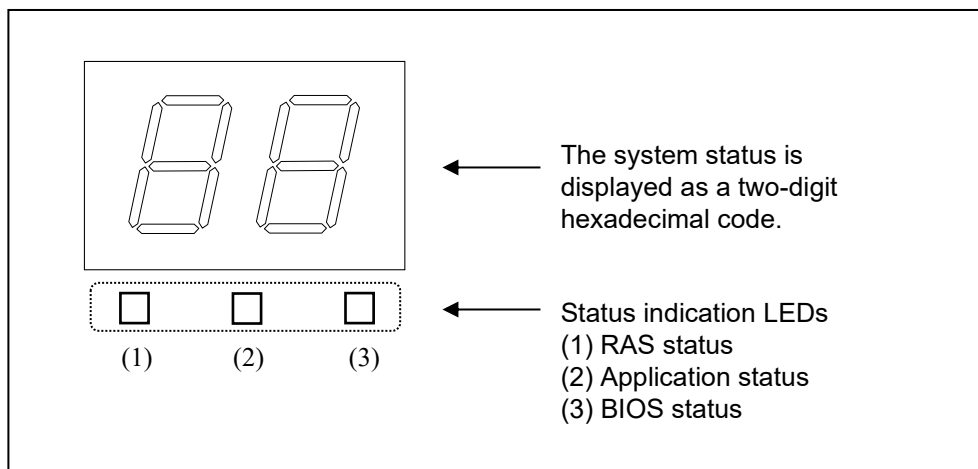 The system status is
displayed as a two-digit
hexadecimal code.
Status indication LEDs
(1) RAS status
(2) Application status
(3) BIOS status
(1) (2) (3)